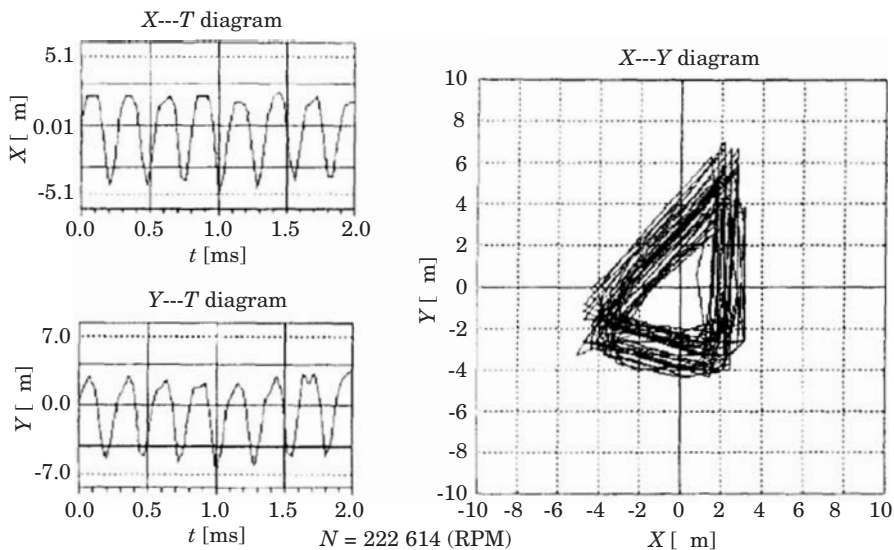 X---T diagram
5.1
0.01
-5.1
X [ m]
0.0 0.5 1.0 1.5 2.0
t [ms]
Y---T diagram
7.0
0.0
-7.0
Y [ m]
0.0 0.5 1.0 1.5 2.0
t [ms]
N = 222 614 (RPM)
X---Y diagram
10
8
6
4
2
0
-2
-4
-6
-8
-10
Y [ m]
-10 -8 -6 -4 -2 0 2 4 6 8 10
X [ m]